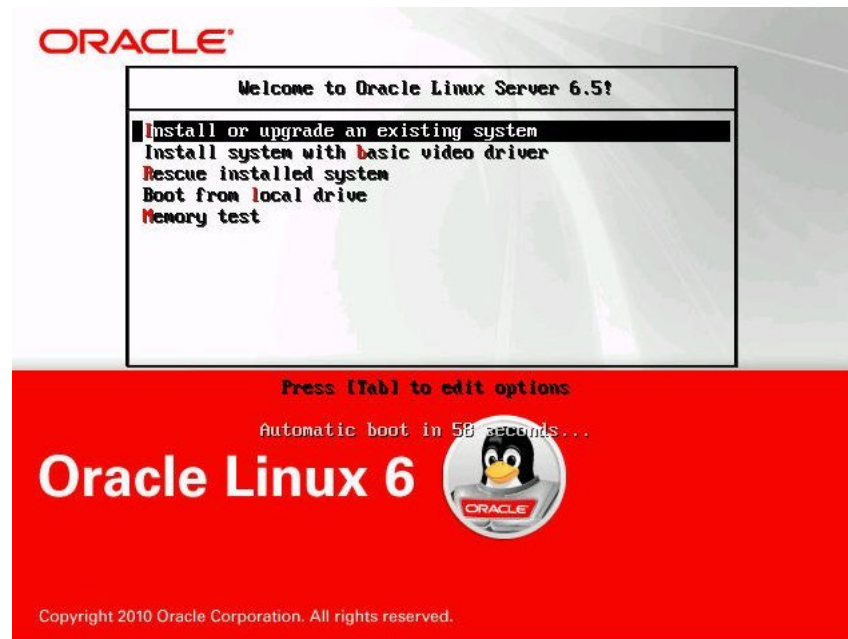 ORACLE®
Welcome to Oracle Linux Server 6.5!
Install or upgrade an existing system
Install system with basic video driver
Rescue installed system
Boot from local drive
Memory test
Press [Tab] to edit options
Automatic boot in 58 seconds...
Oracle Linux 6
ORACLE
Copyright 2010 Oracle Corporation. All rights reserved.